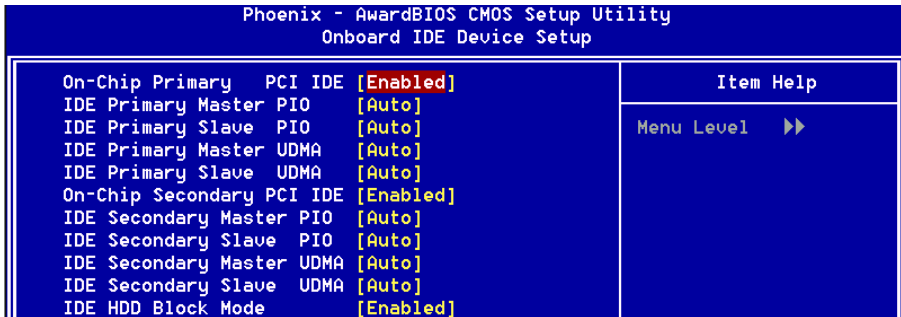 Phoenix - AwardBIOS CMOS Setup Utility
Onboard IDE Device Setup
On-Chip Primary PCI IDE [Enabled]
IDE Primary Master PIO [Auto]
IDE Primary Slave PIO [Auto]
IDE Primary Master UDMA [Auto]
IDE Primary Slave UDMA [Auto]
On-Chip Secondary PCI IDE [Enabled]
IDE Secondary Master PIO [Auto]
IDE Secondary Slave PIO [Auto]
IDE Secondary Master UDMA [Auto]
IDE Secondary Slave UDMA [Auto]
IDE HDD Block Mode [Enabled]
Item Help
Menu Level